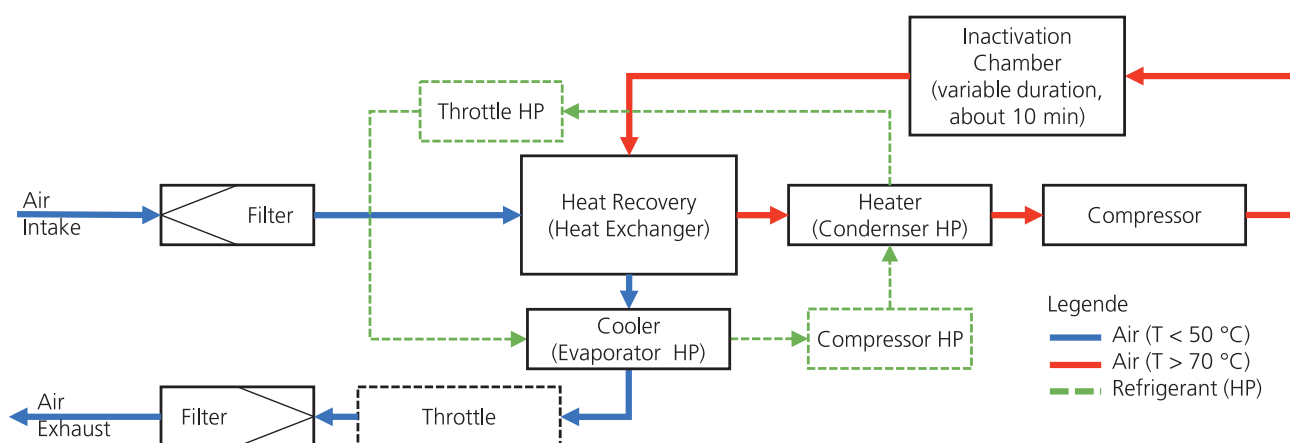 Inactivation
Chamber
(variable duration,
about 10 min)
Throttle HP
Air
Intake
Filter
Heat Recovery
(Heat Exchanger)
Heater
(Condernser HP)
Compressor
Cooler
(Evaporator HP)
Compressor HP
Legende
Air (T < 50 °C)
Air (T > 70 °C)
Refrigerant (HP)
Air
Exhaust
Filter
Throttle